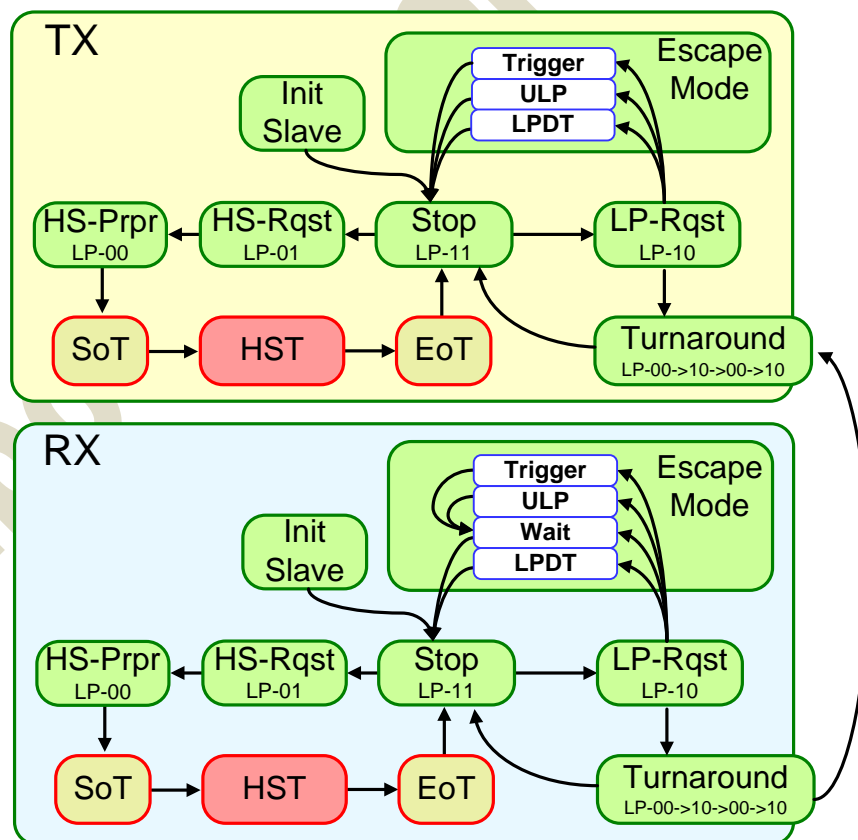 TX
Trigger
ULP
LPDT
Escape
Mode
Init
Slave
HS-Prpr
LP-00
HS-Rqst
LP-01
Stop
LP-11
LP-Rqst
LP-10
SoT
HST
EoT
Turnaround
LP-00->10->00->10
RX
Trigger
ULP
Wait
LPDT
Escape
Mode
Init
Slave
HS-Prpr
LP-00
HS-Rqst
LP-01
Stop
LP-11
LP-Rqst
LP-10
SoT
HST
EoT
Turnaround
LP-00->10->00->10